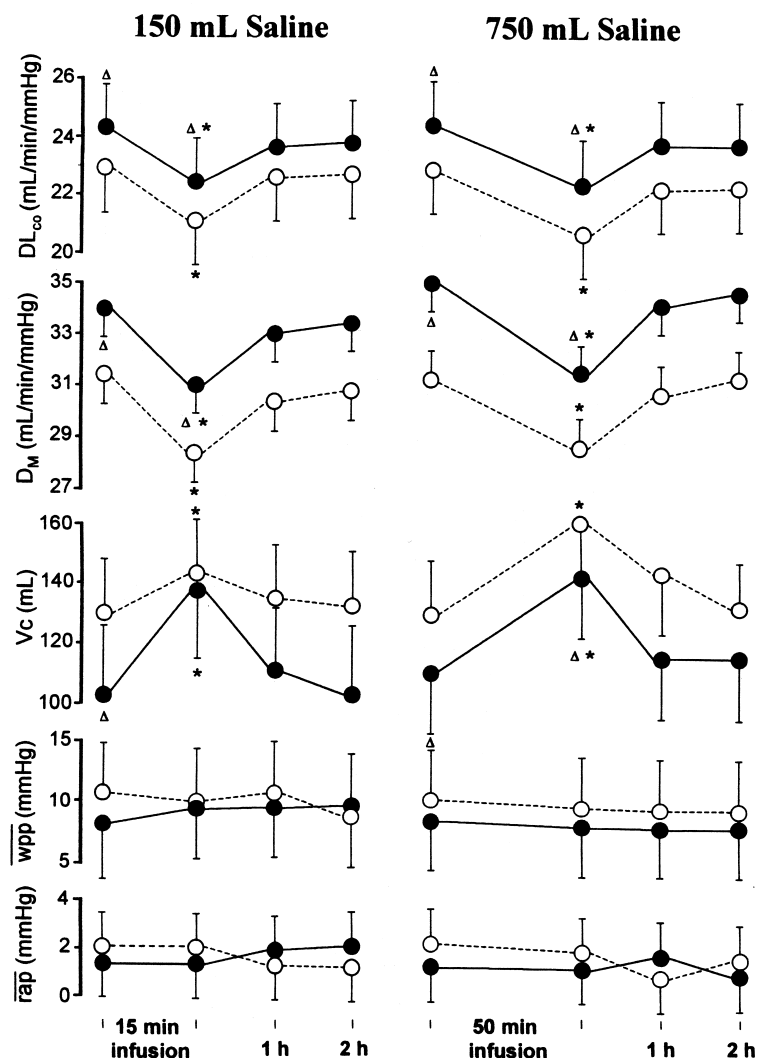 150 mL Saline
750 mL Saline
DLco (mL/min/mmHg)
26
24
22
20
Δ
Δ *
*
Δ
Δ *
*
DM (mL/min/mmHg)
35
33
31
29
27
Δ
Δ *
*
Δ
Δ *
*
Vc (mL)
160
140
120
100
*
*
Δ
*
Δ *
Δ
wpp (mmHg)
15
10
5
rap (mmHg)
4
2
0
15 min
infusion
1 h
2 h
50 min
infusion
1 h
2 h